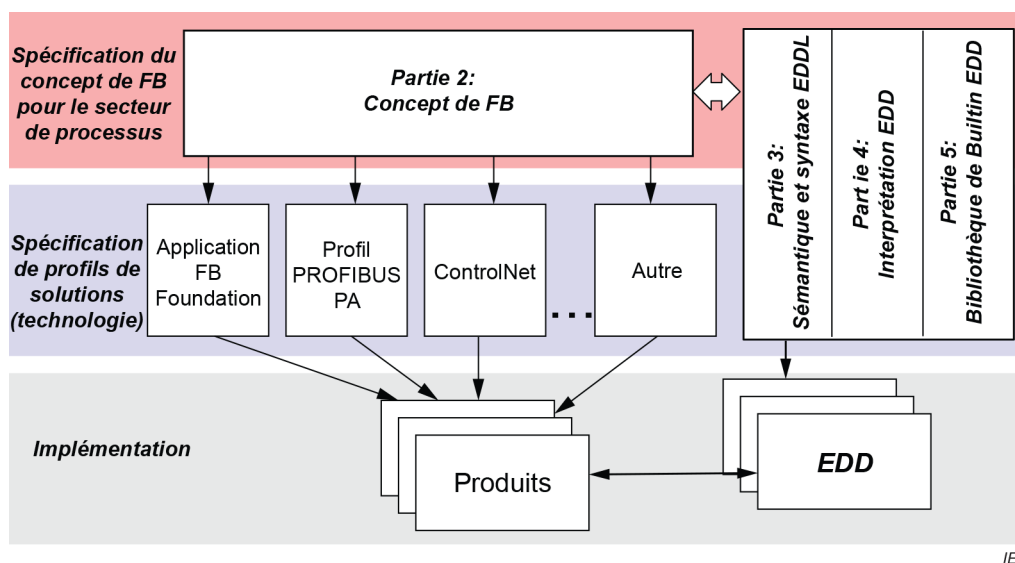 Spécification du
concept de FB
pour le secteur
de processus
Partie 2:
Concept de FB
Partie 3:
Sémantique et syntaxe EDDL
Part ie 4:
Interprétation EDD
Partie 5:
Bibliothèque de Builtin EDD
Spécification
de profils de
solutions
(technologie)
Application
FB
Foundation
Profil
PROFIBUS
PA
ControlNet
...
Autre
Implémentation
Produits
EDD